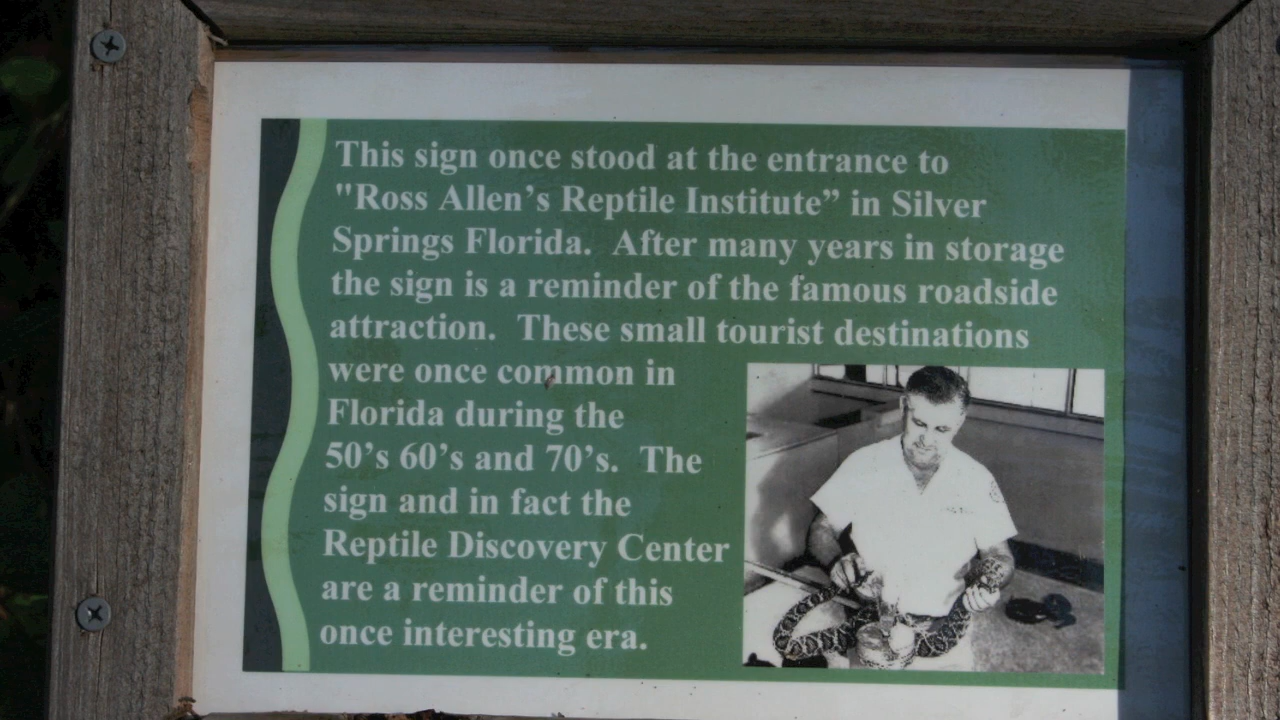 This sign once stood at the entrance to
"Ross Allen’s Reptile Institute” in Silver
Springs Florida.  After many years in storage
the sign is a reminder of the famous roadside
attraction.  These small tourist destinations
were once common in
Florida during the
50’s 60’s and 70’s.  The
sign and in fact the
Reptile Discovery Center
are a reminder of this
once interesting era.